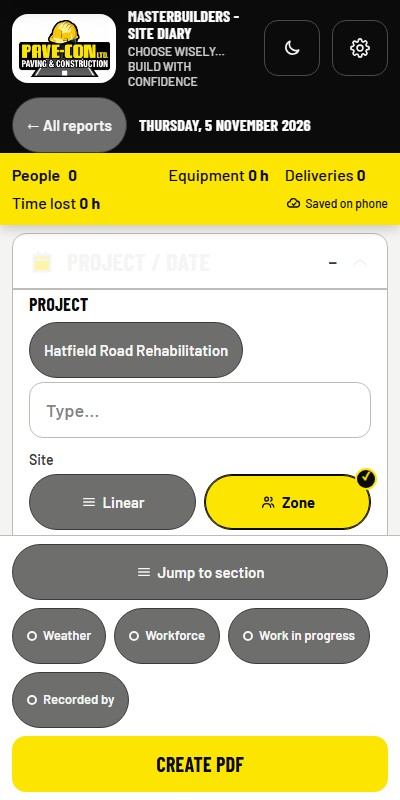 PAVE-CON LTD.
PAVING & CONSTRUCTION
MASTERBUILDERS -
SITE DIARY
CHOOSE WISELY...
BUILD WITH
CONFIDENCE
← All reports
THURSDAY, 5 NOVEMBER 2026
People 0
Equipment 0 h
Deliveries 0
Time lost 0 h
Saved on phone
PROJECT / DATE
–
PROJECT
Hatfield Road Rehabilitation
Type...
Site
Linear
Zone
Jump to section
Weather
Workforce
Work in progress
Recorded by
CREATE PDF